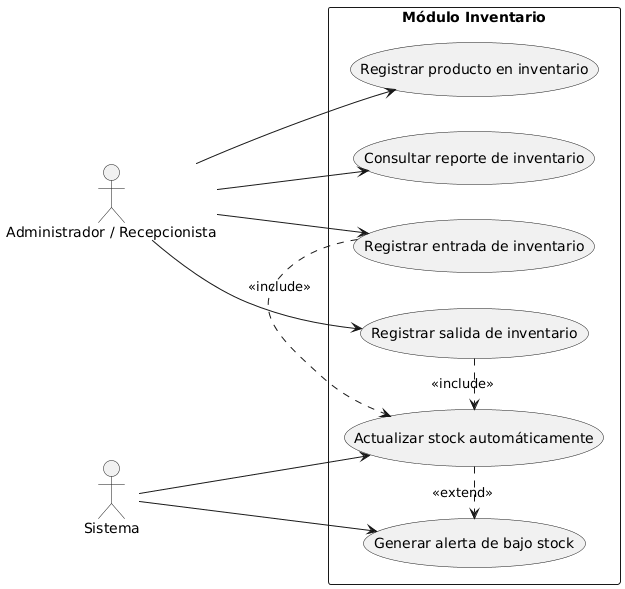 Módulo Inventario
Registrar producto en inventario
Consultar reporte de inventario
Administrador / Recepcionista
Registrar entrada de inventario
«include»
Registrar salida de inventario
«include»
Actualizar stock automáticamente
«extend»
Sistema
Generar alerta de bajo stock